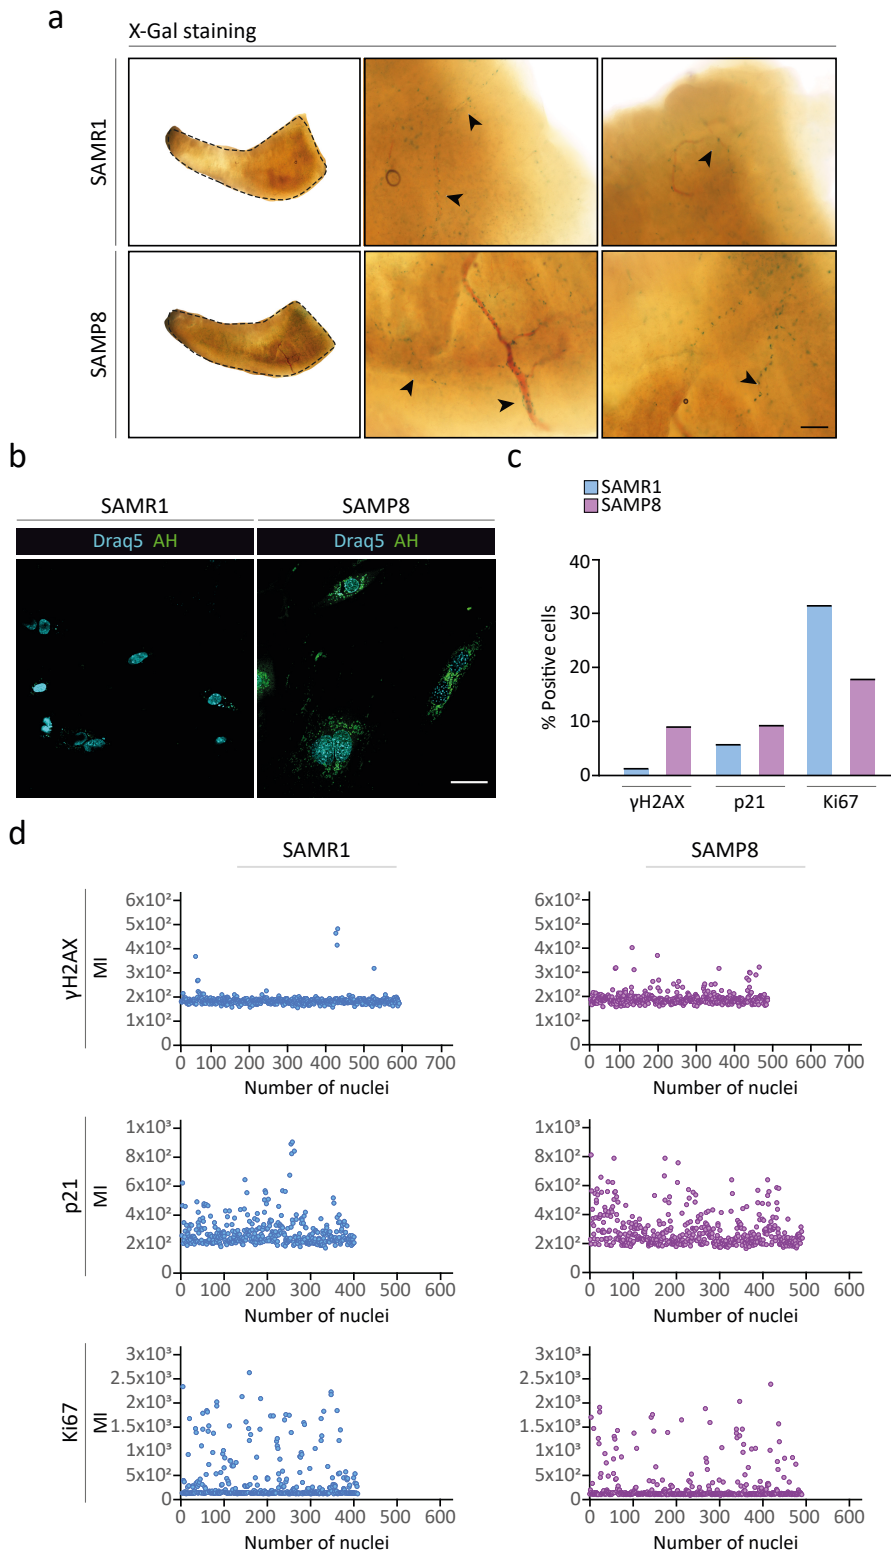 a
X-Gal staining
SAMR1
SAMP8
b
SAMR1
SAMP8
Draq5 AH
Draq5 AH
c
SAMR1
SAMP8
% Positive cells
40
30
20
10
0
γH2AX
p21
Ki67
d
SAMR1
SAMP8
γH2AX
MI
6x10²
5x10²
4x10²
3x10²
2x10²
1x10²
0
0 100 200 300 400 500 600 700
Number of nuclei
6x10²
5x10²
4x10²
3x10²
2x10²
1x10²
0
0 100 200 300 400 500 600 700
Number of nuclei
p21
MI
1x10³
8x10²
6x10²
4x10²
2x10²
0
0 100 200 300 400 500 600
Number of nuclei
1x10³
8x10²
6x10²
4x10²
2x10²
0
0 100 200 300 400 500 600
Number of nuclei
Ki67
MI
3x10³
2.5x10³
2x10³
1.5x10³
1x10³
5x10²
0
0 100 200 300 400 500 600
Number of nuclei
3x10³
2.5x10³
2x10³
1.5x10³
1x10³
5x10²
0
0 100 200 300 400 500 600
Number of nuclei